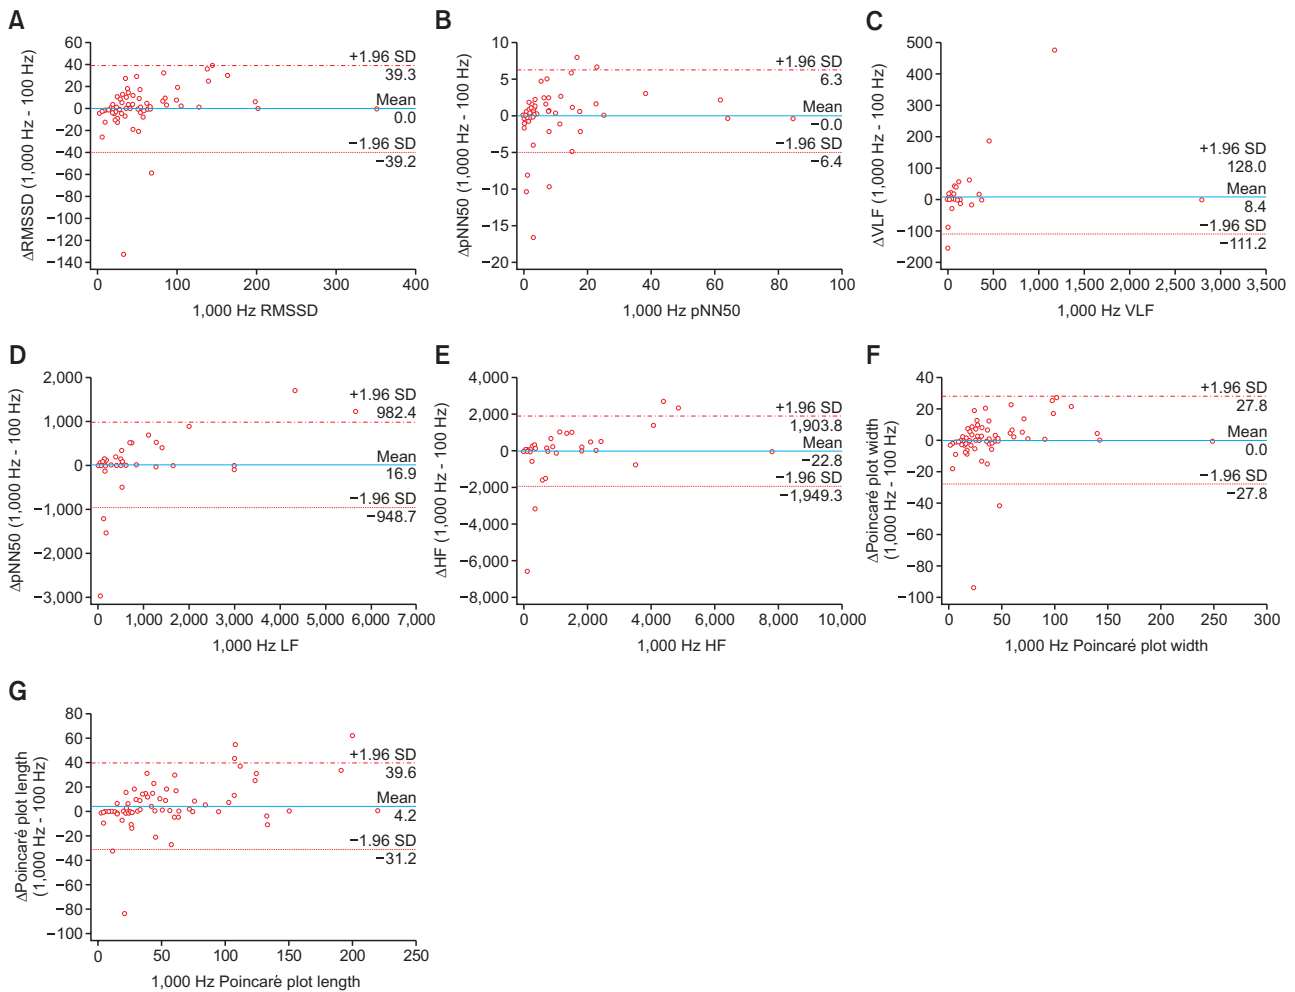 A
60
40
20
0
−20
−40
−60
−80
−100
−120
−140
ΔRMSSD (1,000 Hz - 100 Hz)
+1.96 SD
39.3
Mean
0.0
−1.96 SD
−39.2
0
100
200
300
400
1,000 Hz RMSSD
B
10
5
0
−5
−10
−15
−20
ΔpNN50 (1,000 Hz - 100 Hz)
+1.96 SD
6.3
Mean
−0.0
−1.96 SD
−6.4
0
20
40
60
80
100
1,000 Hz pNN50
C
500
400
300
200
100
0
−100
−200
ΔVLF (1,000 Hz - 100 Hz)
+1.96 SD
128.0
Mean
8.4
−1.96 SD
−111.2
0
500
1,000
1,500
2,000
2,500
3,000
3,500
1,000 Hz VLF
D
2,000
1,000
0
−1,000
−2,000
−3,000
ΔpNN50 (1,000 Hz - 100 Hz)
+1.96 SD
982.4
Mean
16.9
−1.96 SD
−948.7
0
1,000
2,000
3,000
4,000
5,000
6,000
7,000
1,000 Hz LF
E
4,000
2,000
0
−2,000
−4,000
−6,000
−8,000
ΔHF (1,000 Hz - 100 Hz)
+1.96 SD
1,903.8
Mean
−22.8
−1.96 SD
−1,949.3
0
2,000
4,000
6,000
8,000
10,000
1,000 Hz HF
F
40
20
0
−20
−40
−60
−80
−100
ΔPoincaré plot width
(1,000 Hz - 100 Hz)
+1.96 SD
27.8
Mean
0.0
−1.96 SD
−27.8
0
50
100
150
200
250
300
1,000 Hz Poincaré plot width
G
80
60
40
20
0
−20
−40
−60
−80
−100
ΔPoincaré plot length
(1,000 Hz - 100 Hz)
+1.96 SD
39.6
Mean
4.2
−1.96 SD
−31.2
0
50
100
150
200
250
1,000 Hz Poincaré plot length